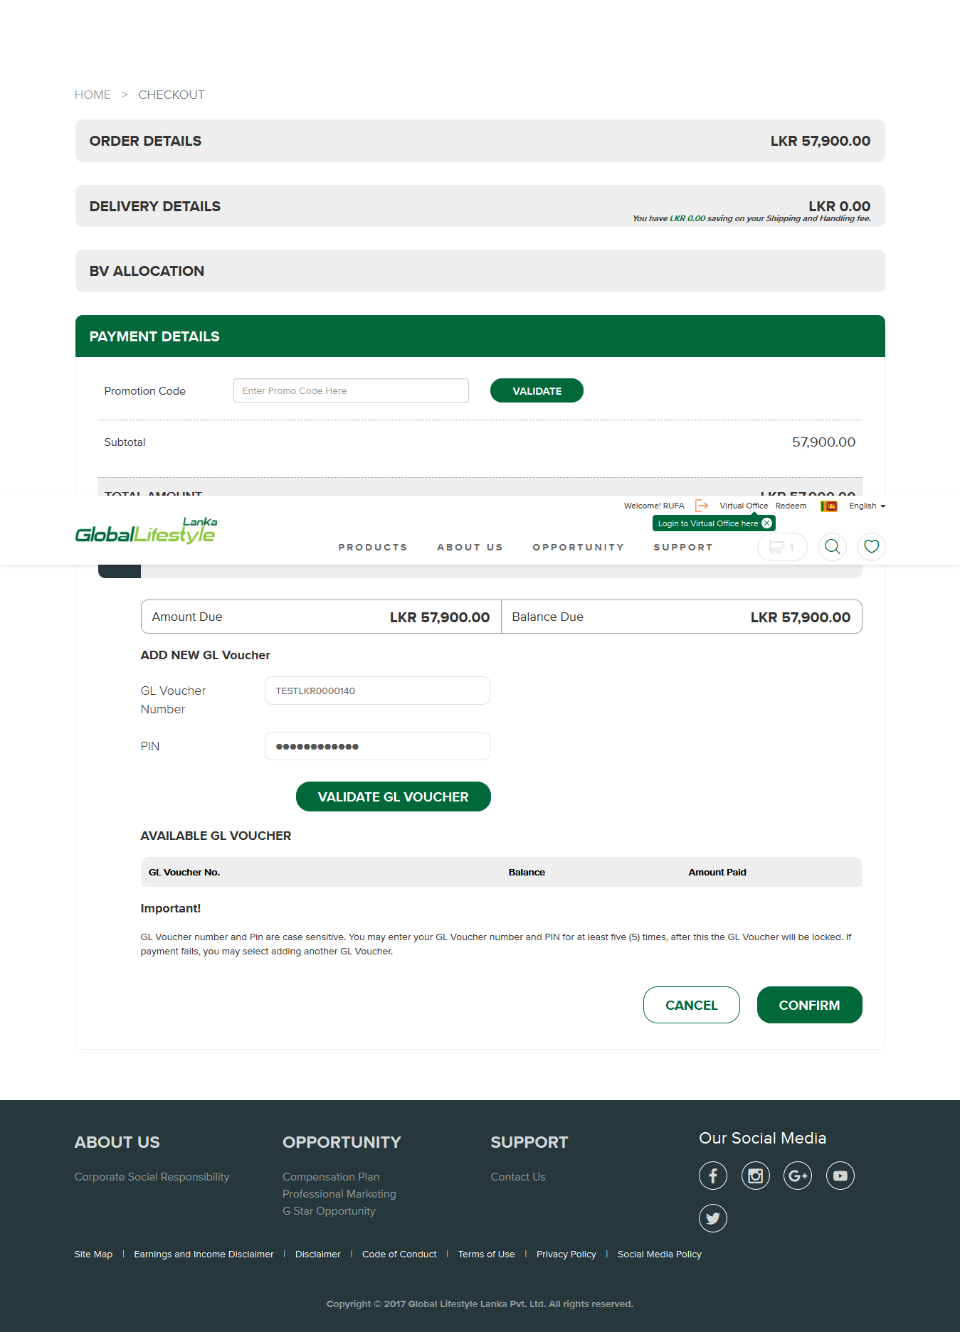 HOME > CHECKOUT
ORDER DETAILS LKR 57,900.00
DELIVERY DETAILS LKR 0.00
You have LKR 0.00 saving on your Shipping and Handling fee.
BV ALLOCATION
PAYMENT DETAILS
Promotion Code Enter Promo Code Here VALIDATE
Subtotal 57,900.00
TOTAL AMOUNT LKR 57,900.00
Welcome! RUFA Virtual Office Redeem English
Login to Virtual Office here
Lanka
GlobalLifestyle
PRODUCTS ABOUT US OPPORTUNITY SUPPORT 1
Amount Due LKR 57,900.00 Balance Due LKR 57,900.00
ADD NEW GL Voucher
GL Voucher
Number
TESTLKR0000140
PIN
VALIDATE GL VOUCHER
AVAILABLE GL VOUCHER
GL Voucher No. Balance Amount Paid
Important!
GL Voucher number and Pin are case sensitive. You may enter your GL Voucher number and PIN for at least five (5) times, after this the GL Voucher will be locked. If
payment fails, you may select adding another GL Voucher.
CANCEL CONFIRM
ABOUT US OPPORTUNITY SUPPORT Our Social Media
Corporate Social Responsibility Compensation Plan Contact Us
Professional Marketing
G Star Opportunity
Site Map | Earnings and Income Disclaimer | Disclaimer | Code of Conduct | Terms of Use | Privacy Policy | Social Media Policy
Copyright © 2017 Global Lifestyle Lanka Pvt. Ltd. All rights reserved.